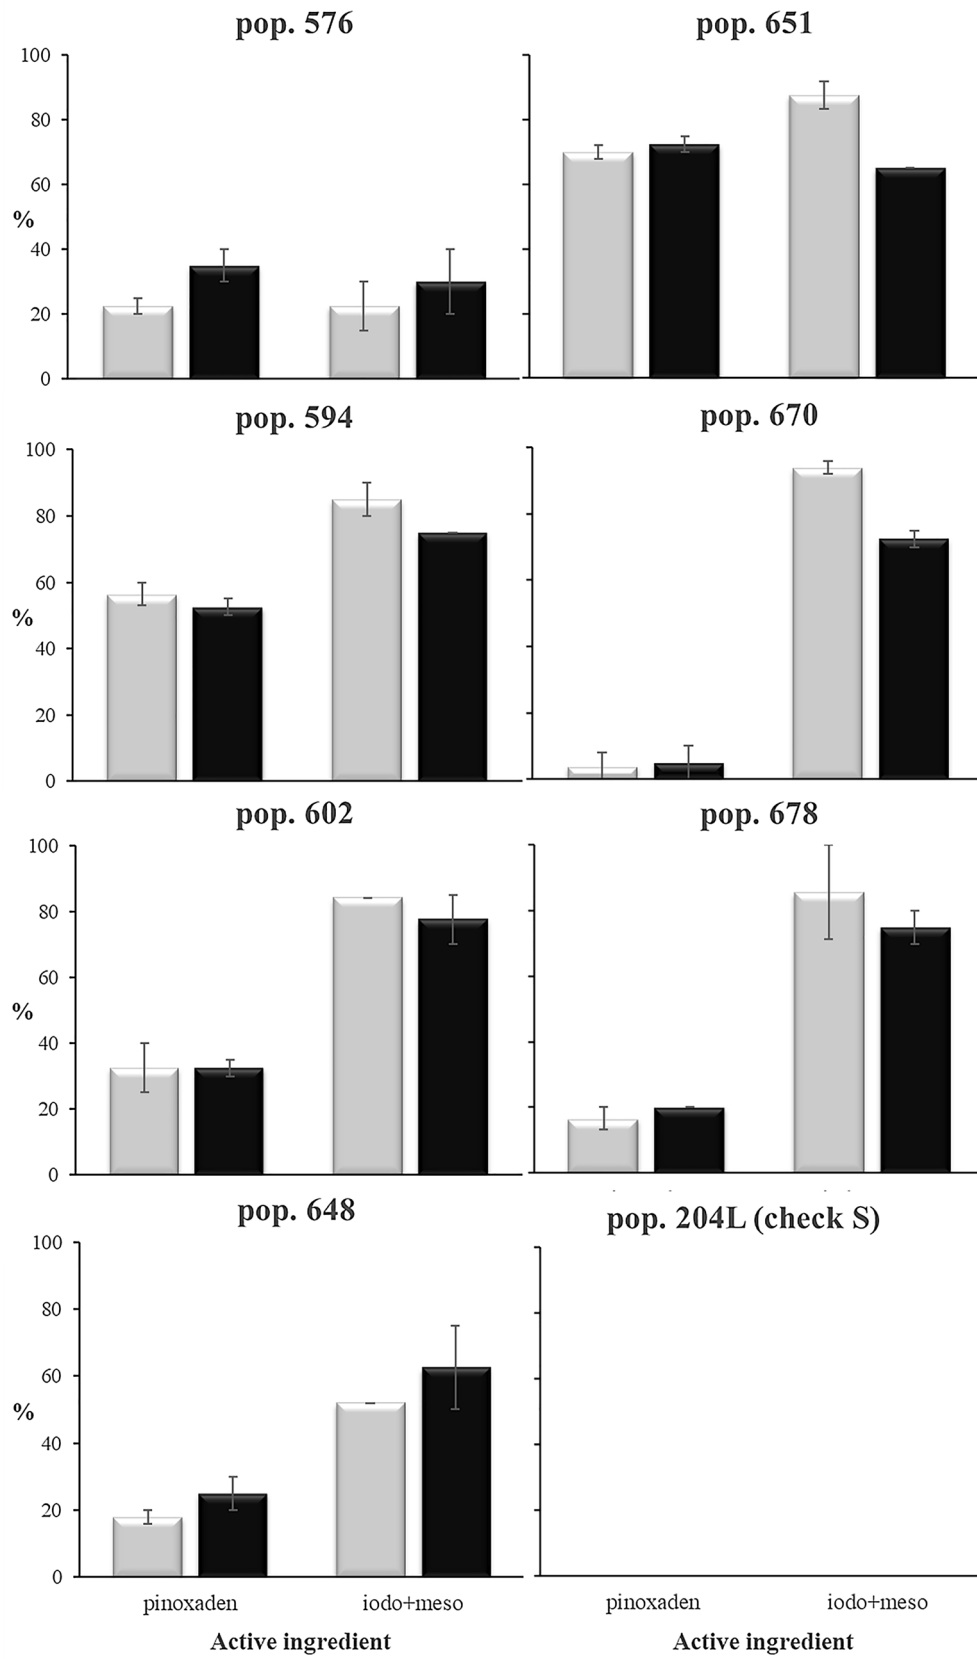 pop. 576
pop. 651
100
80
60
%
40
20
0
pop. 594
pop. 670
100
80
60
%
40
20
0
pop. 602
pop. 678
100
80
60
%
40
20
0
pop. 648
pop. 204L (check S)
100
80
60
%
40
20
0
pinoxaden iodo+meso pinoxaden iodo+meso
Active ingredient Active ingredient